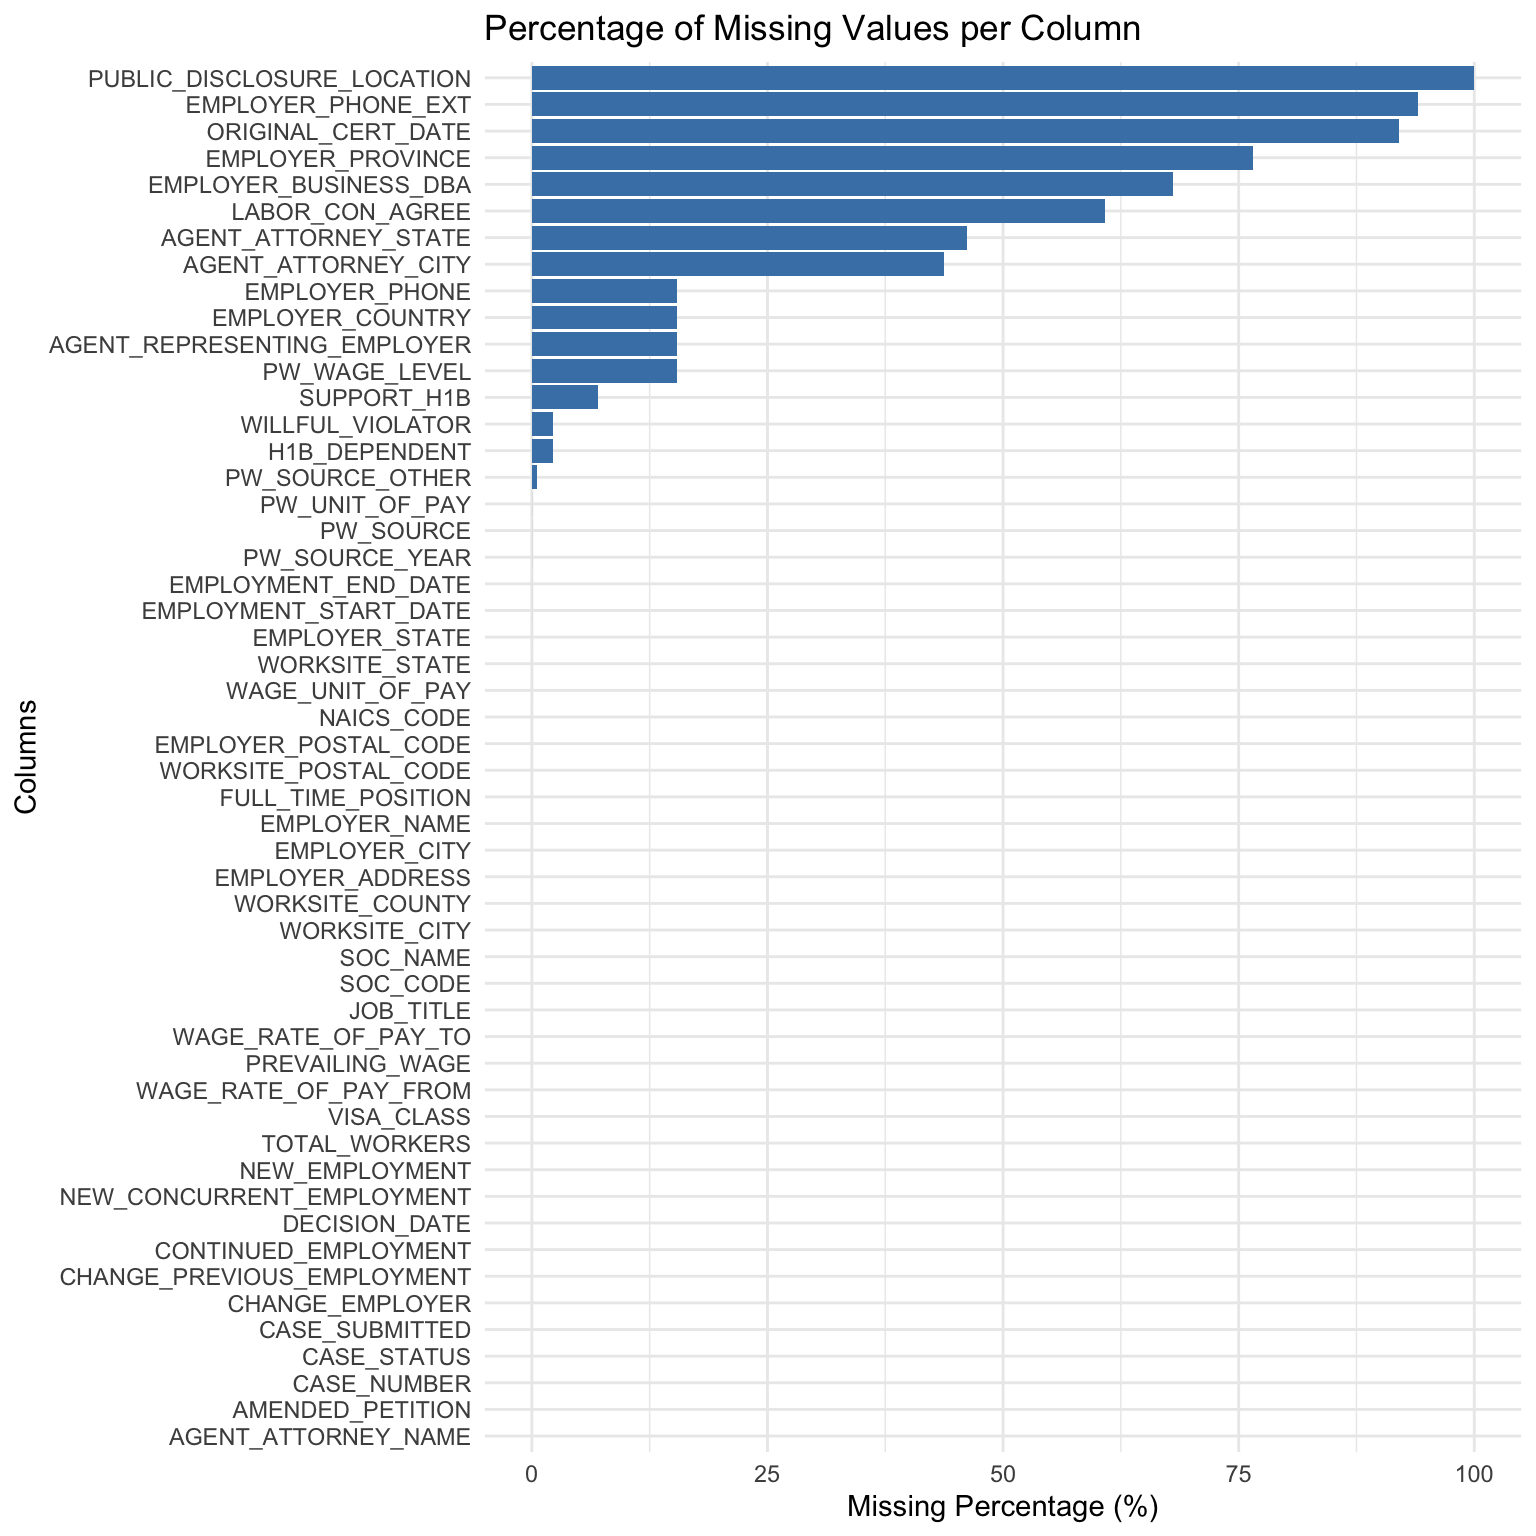 Percentage of Missing Values per Column
PUBLIC_DISCLOSURE_LOCATION
EMPLOYER_PHONE_EXT
ORIGINAL_CERT_DATE
EMPLOYER_PROVINCE
EMPLOYER_BUSINESS_DBA
LABOR_CON_AGREE
AGENT_ATTORNEY_STATE
AGENT_ATTORNEY_CITY
EMPLOYER_PHONE
EMPLOYER_COUNTRY
AGENT_REPRESENTING_EMPLOYER
PW_WAGE_LEVEL
SUPPORT_H1B
WILLFUL_VIOLATOR
H1B_DEPENDENT
PW_SOURCE_OTHER
PW_UNIT_OF_PAY
PW_SOURCE
PW_SOURCE_YEAR
EMPLOYMENT_END_DATE
EMPLOYMENT_START_DATE
EMPLOYER_STATE
WORKSITE_STATE
WAGE_UNIT_OF_PAY
NAICS_CODE
EMPLOYER_POSTAL_CODE
WORKSITE_POSTAL_CODE
FULL_TIME_POSITION
EMPLOYER_NAME
EMPLOYER_CITY
EMPLOYER_ADDRESS
WORKSITE_COUNTY
WORKSITE_CITY
SOC_NAME
SOC_CODE
JOB_TITLE
WAGE_RATE_OF_PAY_TO
PREVAILING_WAGE
WAGE_RATE_OF_PAY_FROM
VISA_CLASS
TOTAL_WORKERS
NEW_EMPLOYMENT
NEW_CONCURRENT_EMPLOYMENT
DECISION_DATE
CONTINUED_EMPLOYMENT
CHANGE_PREVIOUS_EMPLOYMENT
CHANGE_EMPLOYER
CASE_SUBMITTED
CASE_STATUS
CASE_NUMBER
AMENDED_PETITION
AGENT_ATTORNEY_NAME
Columns
0 25 50 75 100
Missing Percentage (%)